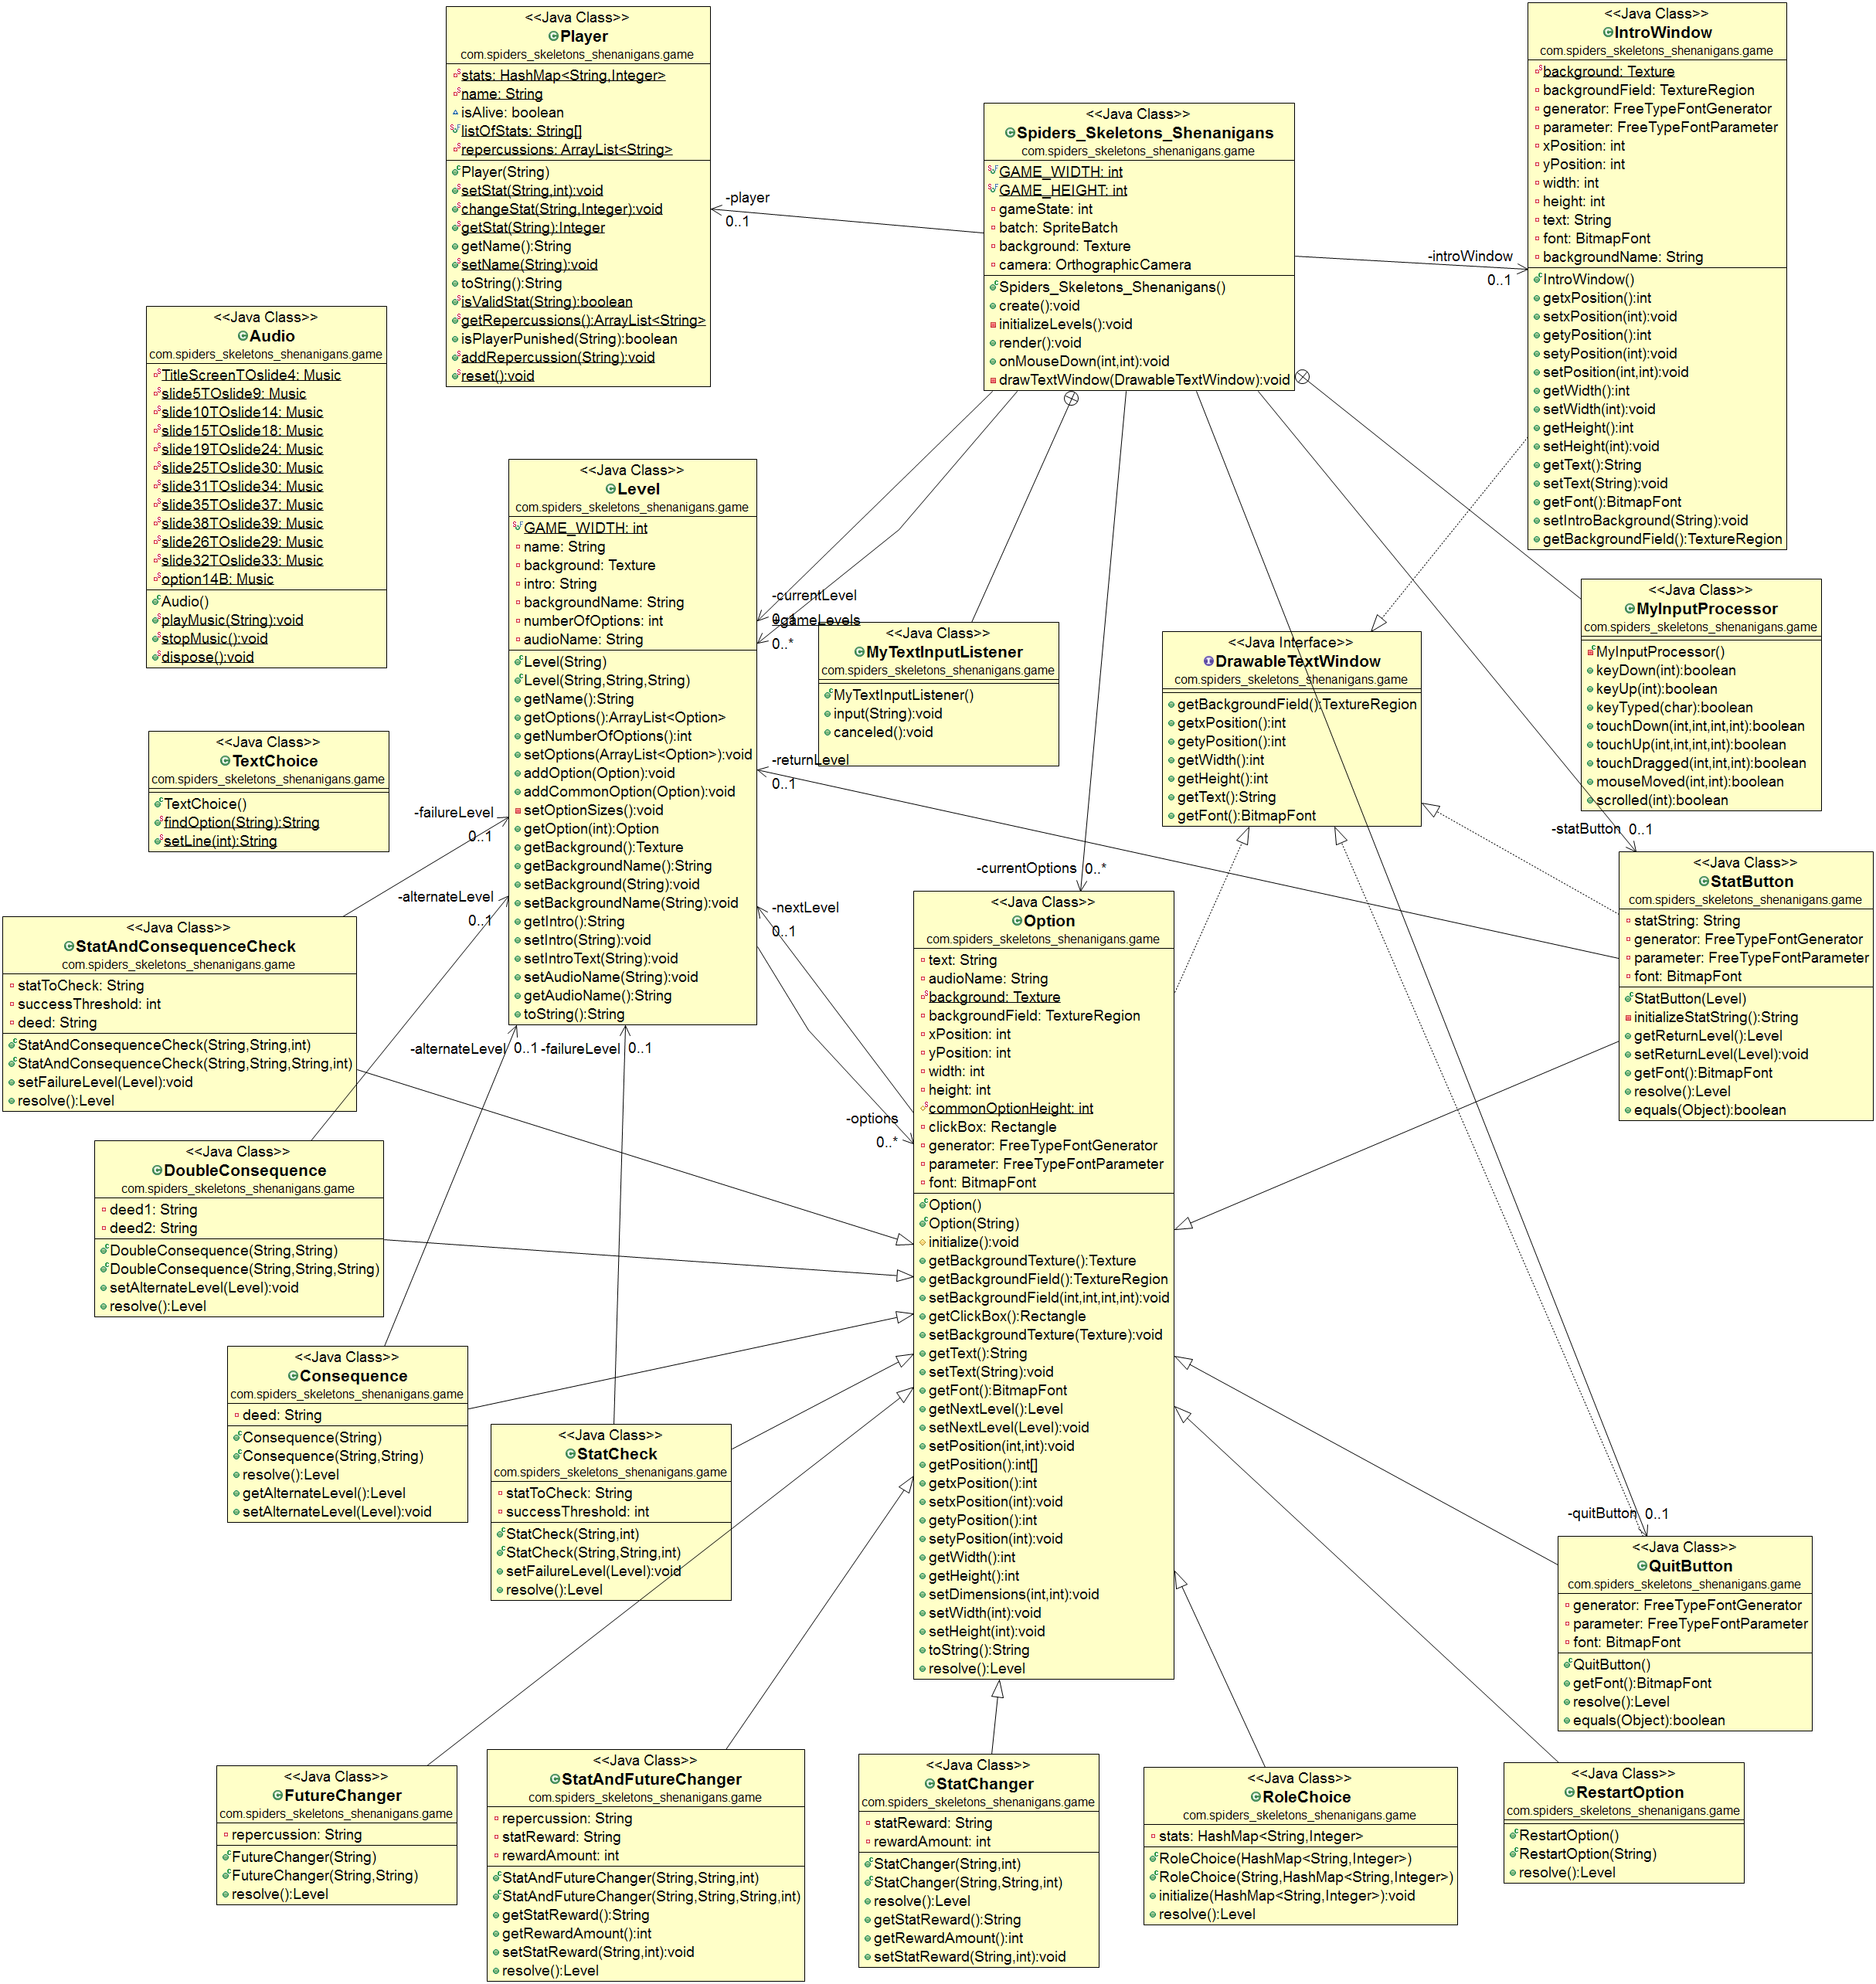 <<Java Class>>
Player
com.spiders_skeletons_shenanigans.game
stats: HashMap<String,Integer>
name: String
isAlive: boolean
listOfStats: String[]
repercussions: ArrayList<String>
Player(String)
setStat(String,int):void
changeStat(String,Integer):void
getStat(String):Integer
getName():String
setName(String):void
toString():String
isValidStat(String):boolean
getRepercussions():ArrayList<String>
isPlayerPunished(String):boolean
addRepercussion(String):void
reset():void
<<Java Class>>
Spiders_Skeletons_Shenanigans
com.spiders_skeletons_shenanigans.game
GAME_WIDTH: int
GAME_HEIGHT: int
gameState: int
batch: SpriteBatch
background: Texture
camera: OrthographicCamera
Spiders_Skeletons_Shenanigans()
create():void
initializeLevels():void
render():void
onMouseDown(int,int):void
drawTextWindow(DrawableTextWindow):void
<<Java Class>>
IntroWindow
com.spiders_skeletons_shenanigans.game
background: Texture
backgroundField: TextureRegion
generator: FreeTypeFontGenerator
parameter: FreeTypeFontParameter
xPosition: int
yPosition: int
width: int
height: int
text: String
font: BitmapFont
backgroundName: String
IntroWindow()
getxPosition():int
setxPosition(int):void
getyPosition():int
setyPosition(int):void
setPosition(int,int):void
getWidth():int
setWidth(int):void
getHeight():int
setHeight(int):void
getText():String
setText(String):void
getFont():BitmapFont
setIntroBackground(String):void
getBackgroundField():TextureRegion
-player
0..1
-introWindow
0..1
<<Java Class>>
Audio
com.spiders_skeletons_shenanigans.game
TitleScreenTOslide4: Music
slide5TOslide9: Music
slide10TOslide14: Music
slide15TOslide18: Music
slide19TOslide24: Music
slide25TOslide30: Music
slide31TOslide34: Music
slide35TOslide37: Music
slide38TOslide39: Music
slide26TOslide29: Music
slide32TOslide33: Music
option14B: Music
Audio()
playMusic(String):void
stopMusic():void
dispose():void
<<Java Class>>
Level
com.spiders_skeletons_shenanigans.game
GAME_WIDTH: int
name: String
background: Texture
intro: String
backgroundName: String
numberOfOptions: int
audioName: String
Level(String)
Level(String,String,String)
getName():String
getOptions():ArrayList<Option>
getNumberOfOptions():int
setOptions(ArrayList<Option>):void
addOption(Option):void
addCommonOption(Option):void
setOptionSizes():void
getOption(int):Option
getBackground():Texture
getBackgroundName():String
setBackground(String):void
setBackgroundName(String):void
getIntro():String
setIntro(String):void
setIntroText(String):void
setAudioName(String):void
getAudioName():String
toString():String
-currentLevel
0..1
+gameLevels
0..*
<<Java Class>>
MyTextInputListener
com.spiders_skeletons_shenanigans.game
MyTextInputListener()
input(String):void
canceled():void
<<Java Interface>>
DrawableTextWindow
com.spiders_skeletons_shenanigans.game
getBackgroundField():TextureRegion
getxPosition():int
getyPosition():int
getWidth():int
getHeight():int
getText():String
getFont():BitmapFont
<<Java Class>>
MyInputProcessor
com.spiders_skeletons_shenanigans.game
MyInputProcessor()
keyDown(int):boolean
keyUp(int):boolean
keyTyped(char):boolean
touchDown(int,int,int,int):boolean
touchUp(int,int,int,int):boolean
touchDragged(int,int,int):boolean
mouseMoved(int,int):boolean
scrolled(int):boolean
<<Java Class>>
TextChoice
com.spiders_skeletons_shenanigans.game
TextChoice()
findOption(String):String
setLine(int):String
-returnLevel
0..1
-failureLevel
0..1
-statButton 0..1
-currentOptions 0..*
-alternateLevel
0..1
-nextLevel
0..1
<<Java Class>>
StatButton
com.spiders_skeletons_shenanigans.game
statString: String
generator: FreeTypeFontGenerator
parameter: FreeTypeFontParameter
font: BitmapFont
StatButton(Level)
initializeStatString():String
getReturnLevel():Level
setReturnLevel(Level):void
getFont():BitmapFont
resolve():Level
equals(Object):boolean
<<Java Class>>
StatAndConsequenceCheck
com.spiders_skeletons_shenanigans.game
statToCheck: String
successThreshold: int
deed: String
StatAndConsequenceCheck(String,String,int)
StatAndConsequenceCheck(String,String,String,int)
setFailureLevel(Level):void
resolve():Level
-alternateLevel 0..1
-failureLevel 0..1
-options
0..*
<<Java Class>>
Option
com.spiders_skeletons_shenanigans.game
text: String
audioName: String
background: Texture
backgroundField: TextureRegion
xPosition: int
yPosition: int
width: int
height: int
commonOptionHeight: int
clickBox: Rectangle
generator: FreeTypeFontGenerator
parameter: FreeTypeFontParameter
font: BitmapFont
Option()
Option(String)
initialize():void
getBackgroundTexture():Texture
getBackgroundField():TextureRegion
setBackgroundField(int,int,int,int):void
getClickBox():Rectangle
setBackgroundTexture(Texture):void
getText():String
setText(String):void
getFont():BitmapFont
getNextLevel():Level
setNextLevel(Level):void
setPosition(int,int):void
getPosition():int[]
getxPosition():int
setxPosition(int):void
getyPosition():int
setyPosition(int):void
getWidth():int
getHeight():int
setDimensions(int,int):void
setWidth(int):void
setHeight(int):void
toString():String
resolve():Level
<<Java Class>>
DoubleConsequence
com.spiders_skeletons_shenanigans.game
deed1: String
deed2: String
DoubleConsequence(String,String)
DoubleConsequence(String,String,String)
setAlternateLevel(Level):void
resolve():Level
<<Java Class>>
Consequence
com.spiders_skeletons_shenanigans.game
deed: String
Consequence(String)
Consequence(String,String)
resolve():Level
getAlternateLevel():Level
setAlternateLevel(Level):void
<<Java Class>>
StatCheck
com.spiders_skeletons_shenanigans.game
statToCheck: String
successThreshold: int
StatCheck(String,int)
StatCheck(String,String,int)
setFailureLevel(Level):void
resolve():Level
-quitButton 0..1
<<Java Class>>
QuitButton
com.spiders_skeletons_shenanigans.game
generator: FreeTypeFontGenerator
parameter: FreeTypeFontParameter
font: BitmapFont
QuitButton()
getFont():BitmapFont
resolve():Level
equals(Object):boolean
<<Java Class>>
FutureChanger
com.spiders_skeletons_shenanigans.game
repercussion: String
FutureChanger(String)
FutureChanger(String,String)
resolve():Level
<<Java Class>>
StatAndFutureChanger
com.spiders_skeletons_shenanigans.game
repercussion: String
statReward: String
rewardAmount: int
StatAndFutureChanger(String,String,int)
StatAndFutureChanger(String,String,String,int)
getStatReward():String
getRewardAmount():int
setStatReward(String,int):void
resolve():Level
<<Java Class>>
StatChanger
com.spiders_skeletons_shenanigans.game
statReward: String
rewardAmount: int
StatChanger(String,int)
StatChanger(String,String,int)
resolve():Level
getStatReward():String
getRewardAmount():int
setStatReward(String,int):void
<<Java Class>>
RoleChoice
com.spiders_skeletons_shenanigans.game
stats: HashMap<String,Integer>
RoleChoice(HashMap<String,Integer>)
RoleChoice(String,HashMap<String,Integer>)
initialize(HashMap<String,Integer>):void
resolve():Level
<<Java Class>>
RestartOption
com.spiders_skeletons_shenanigans.game
RestartOption()
RestartOption(String)
resolve():Level